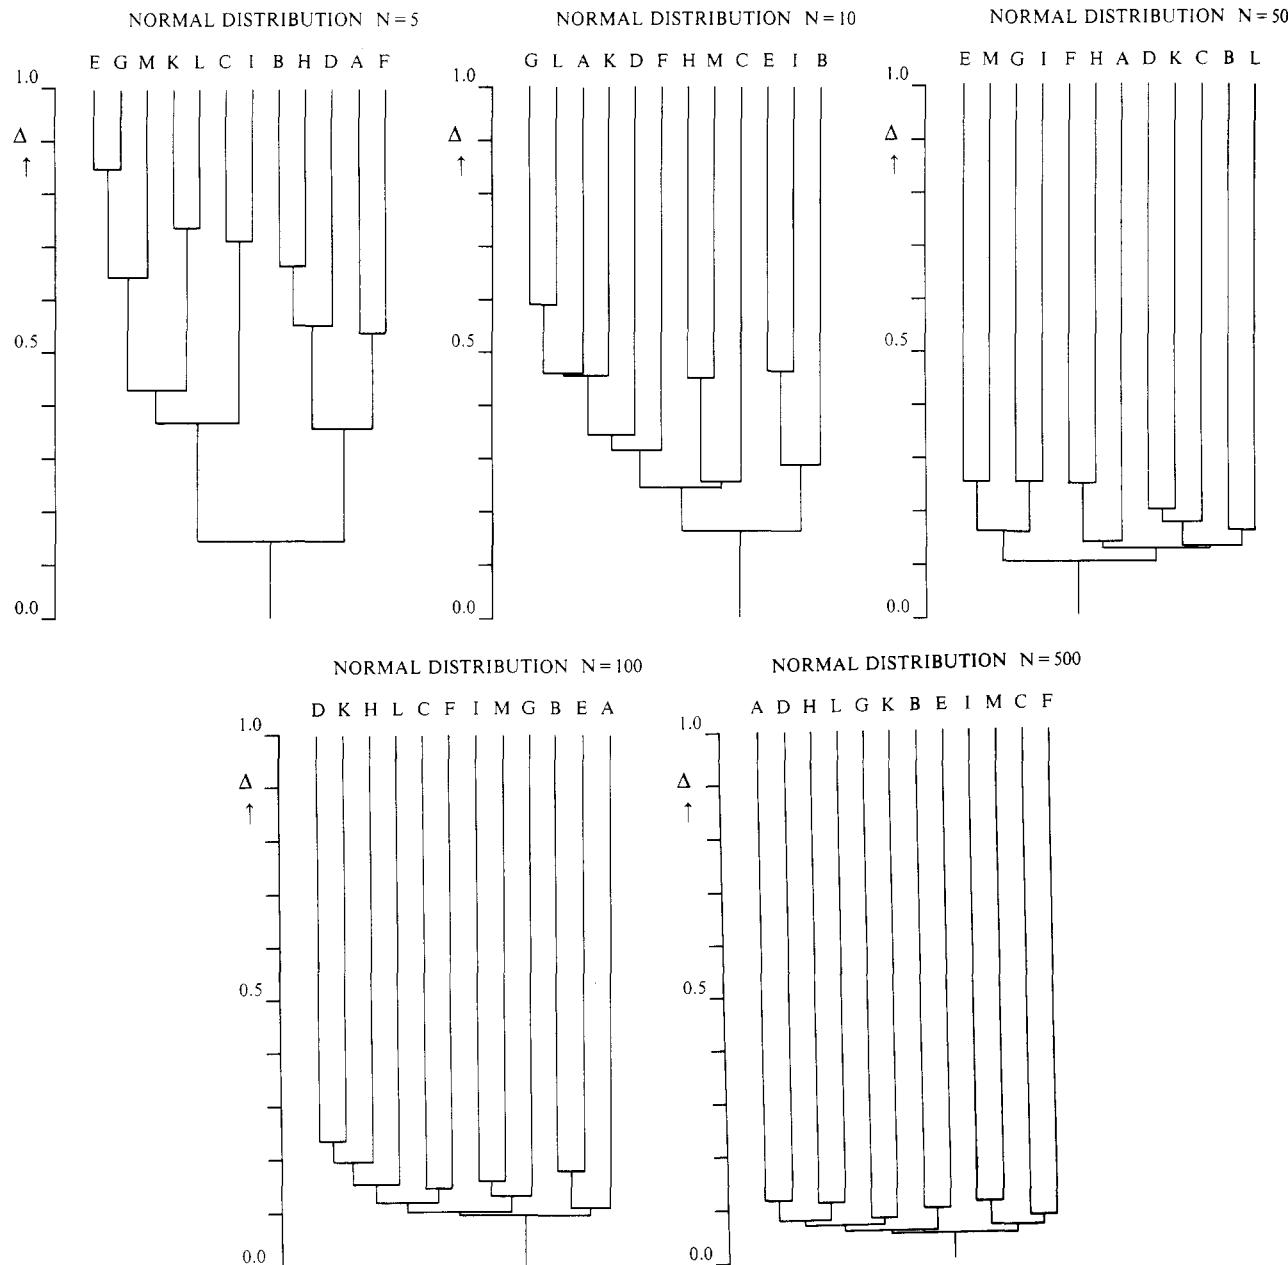 NORMAL DISTRIBUTION N = 5
E G M K L C I B H D A F
1.0
Δ
↑
0.5
0.0
NORMAL DISTRIBUTION N = 10
G L A K D F H M C E I B
1.0
Δ
↑
0.5
0.0
NORMAL DISTRIBUTION N = 50
E M G I F H A D K C B L
1.0
Δ
↑
0.5
0.0
NORMAL DISTRIBUTION N = 100
D K H L C F I M G B E A
1.0
Δ
↑
0.5
0.0
NORMAL DISTRIBUTION N = 500
A D H L G K B E I M C F
1.0
Δ
↑
0.5
0.0